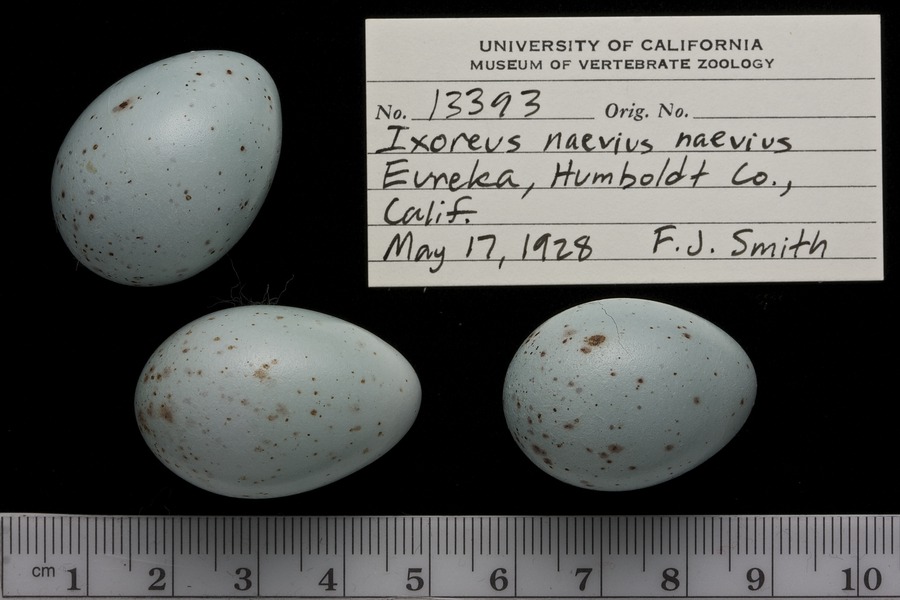 UNIVERSITY OF CALIFORNIA
MUSEUM OF VERTEBRATE ZOOLOGY
No. 13393 Orig. No.
Ixoreus naevius naevius
Eureka, Humboldt Co.,
Calif.
May 17, 1928 F.J. Smith
cm 1 2 3 4 5 6 7 8 9 10